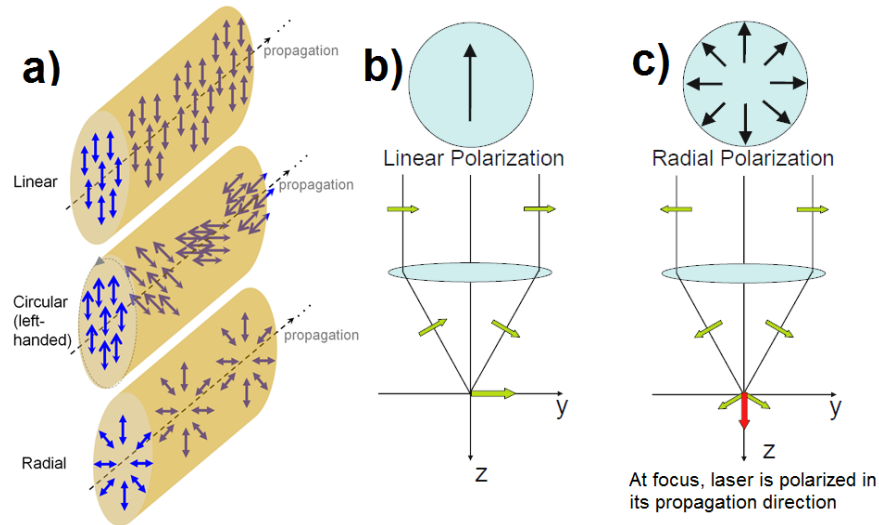 a)
propagation
Linear
propagation
Circular
(left-
handed)
propagation
Radial
b)
Linear Polarization
y
z
c)
Radial Polarization
y
z
At focus, laser is polarized in
its propagation direction